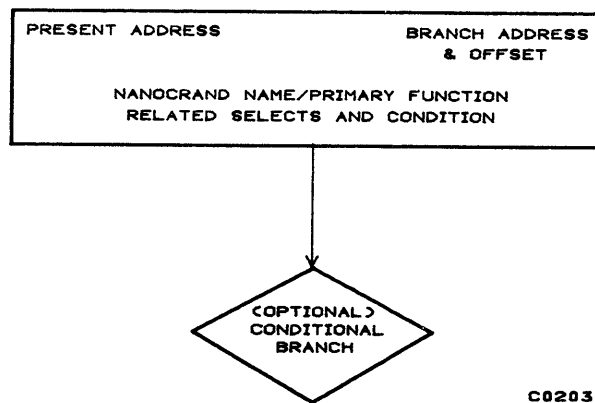 PRESENT ADDRESS BRANCH ADDRESS
& OFFSET
NANOCRAND NAME/PRIMARY FUNCTION
RELATED SELECTS AND CONDITION
(OPTIONAL)
CONDITIONAL
BRANCH
C0203